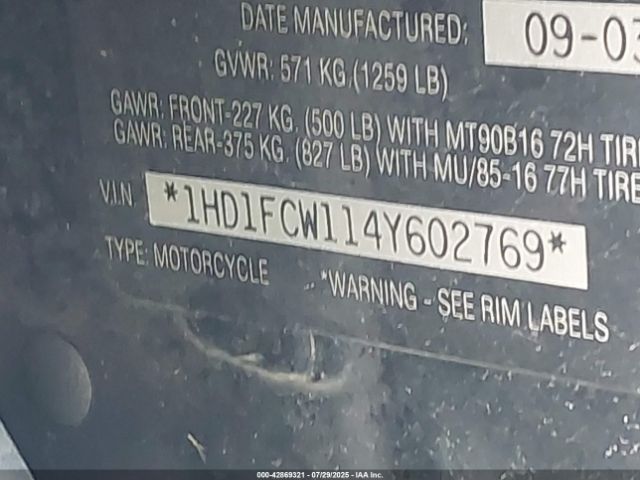 DATE MANUFACTURED: 09-03
GVWR: 571 KG.(1259 LB)
GAWR: FRONT-227 KG. (500 LB) WITH MT90B16 72H TIRE
GAWR: REAR-375 KG. (827 LB) WITH MU/85-16 77H TIRE
V.I.N *1HD1FCW114Y602769*
TYPE: MOTORCYCLE *WARNING - SEE RIM LABELS
000-42869321 - 07/29/2025 - IAA Inc.